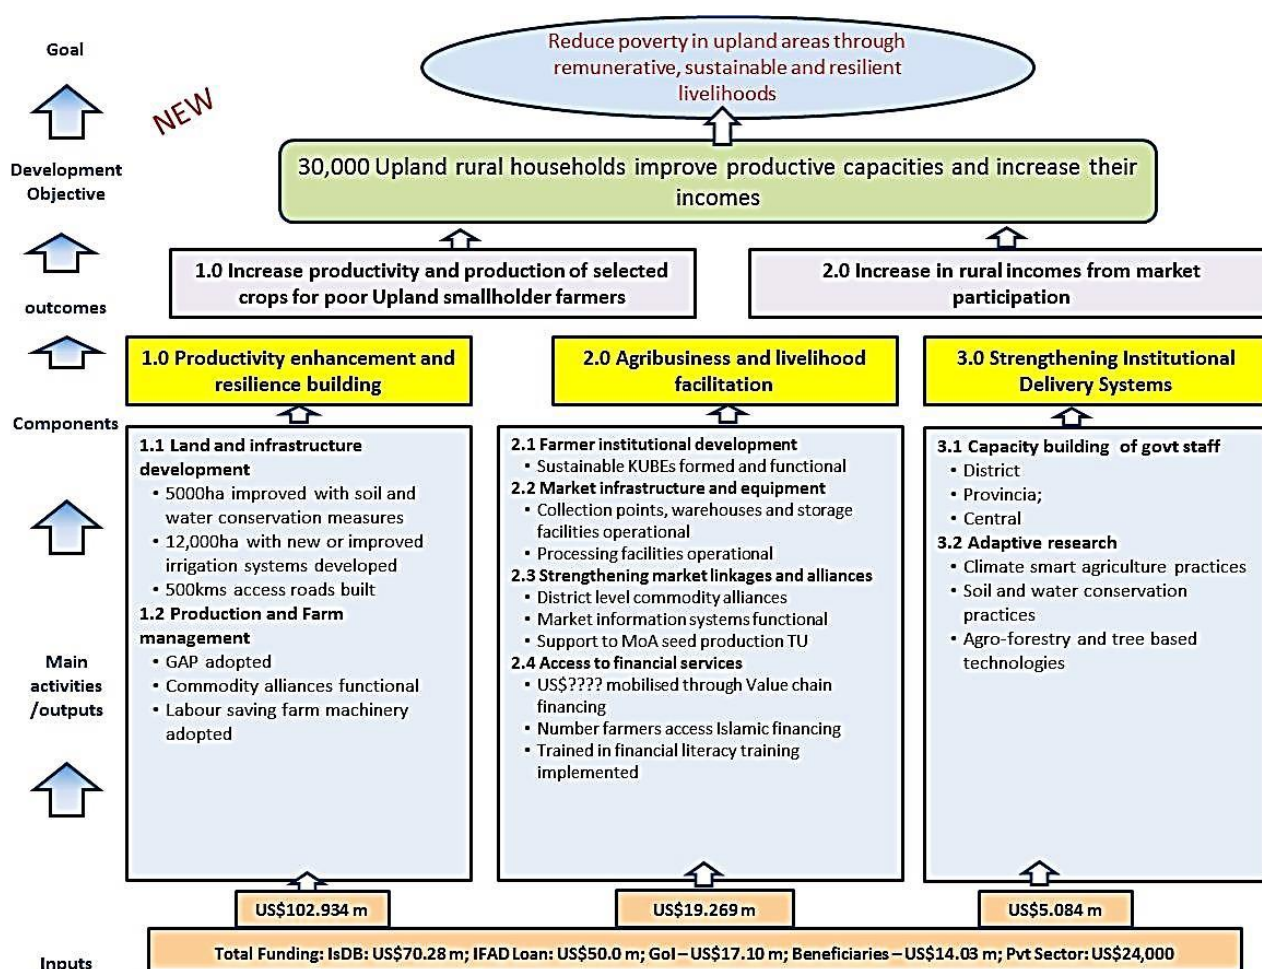 Goal
Reduce poverty in upland areas through
remunerative, sustainable and resilient
livelihoods
NEW
Development
Objective
30,000 Upland rural households improve productive capacities and increase their
incomes
outcomes
1.0 Increase productivity and production of selected
crops for poor Upland smallholder farmers
2.0 Increase in rural incomes from market
participation
Components
1.0 Productivity enhancement and
resilience building
2.0 Agribusiness and livelihood
facilitation
3.0 Strengthening Institutional
Delivery Systems
Main
activities
/outputs
1.1 Land and infrastructure
development
• 5000ha improved with soil and
water conservation measures
• 12,000ha with new or improved
irrigation systems developed
• 500kms access roads built
1.2 Production and Farm
management
• GAP adopted
• Commodity alliances functional
• Labour saving farm machinery
adopted
2.1 Farmer institutional development
• Sustainable KUBEs formed and functional
2.2 Market infrastructure and equipment
• Collection points, warehouses and storage
facilities operational
• Processing facilities operational
2.3 Strengthening market linkages and alliances
• District level commodity alliances
• Market information systems functional
• Support to MoA seed production TU
2.4 Access to financial services
• US$???? mobilised through Value chain
financing
• Number farmers access Islamic financing
• Trained in financial literacy training
implemented
3.1 Capacity building of govt staff
• District
• Provincia;
• Central
3.2 Adaptive research
• Climate smart agriculture practices
• Soil and water conservation
practices
• Agro-forestry and tree based
technologies
US$102.934 m
US$19.269 m
US$5.084 m
Inputs
Total Funding: IsDB: US$70.28 m; IFAD Loan: US$50.0 m; GoI – US$17.10 m; Beneficiaries – US$14.03 m; Pvt Sector: US$24,000